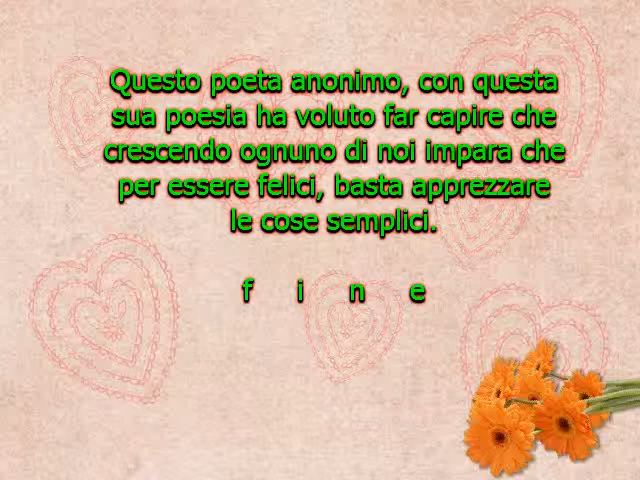 Questo poeta anonimo, con questa
sua poesia ha voluto far capire che
crescendo ognuno di noi impara che
per essere felici, basta apprezzare
le cose semplici.
f i n e